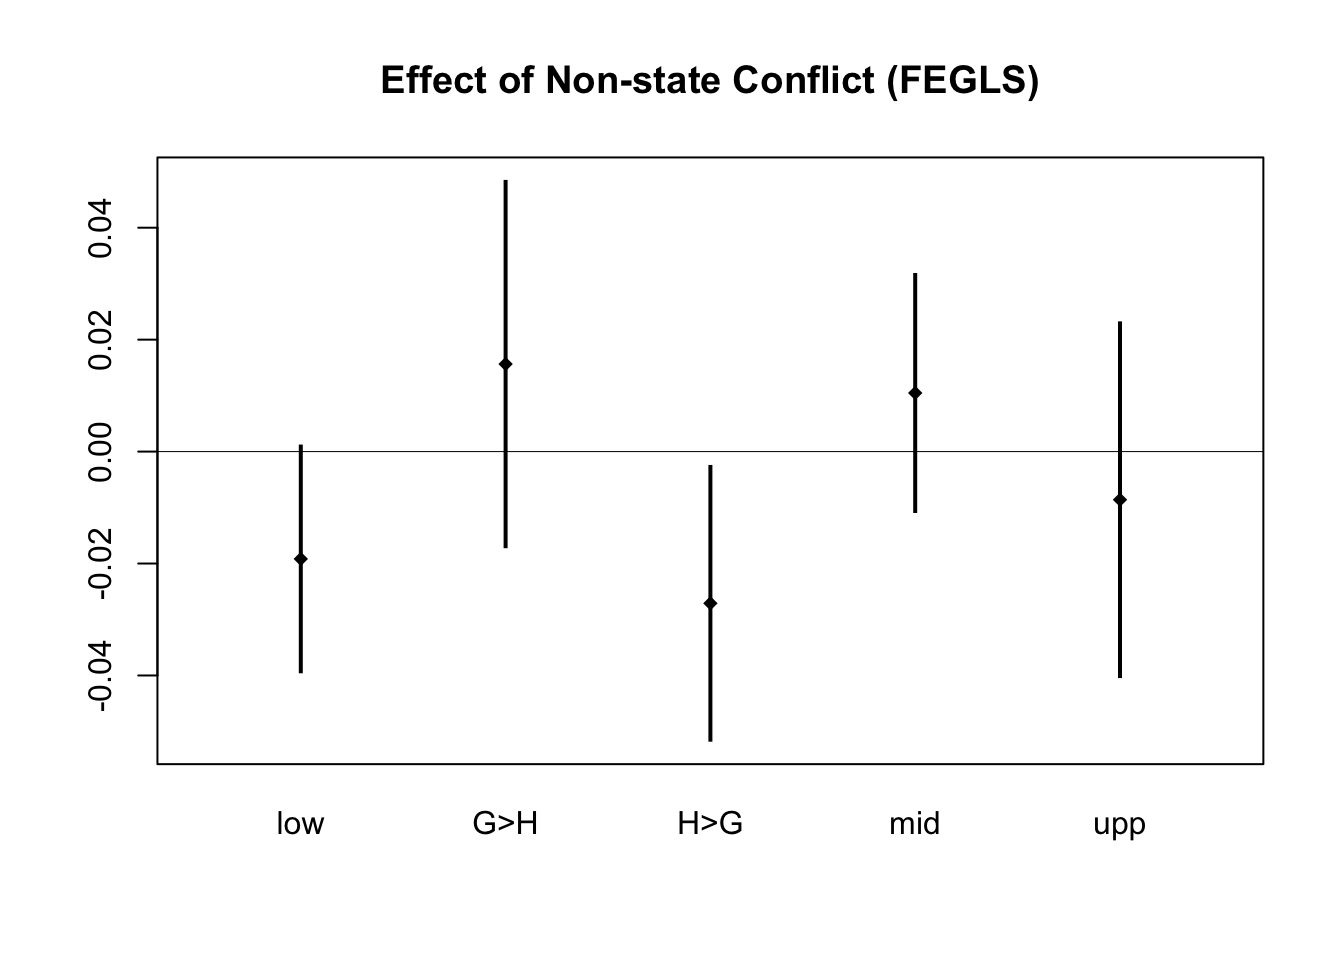 Effect of Non-state Conflict (FEGLS)
0.04
0.02
0.00
-0.02
-0.04
low G>H H>G mid upp